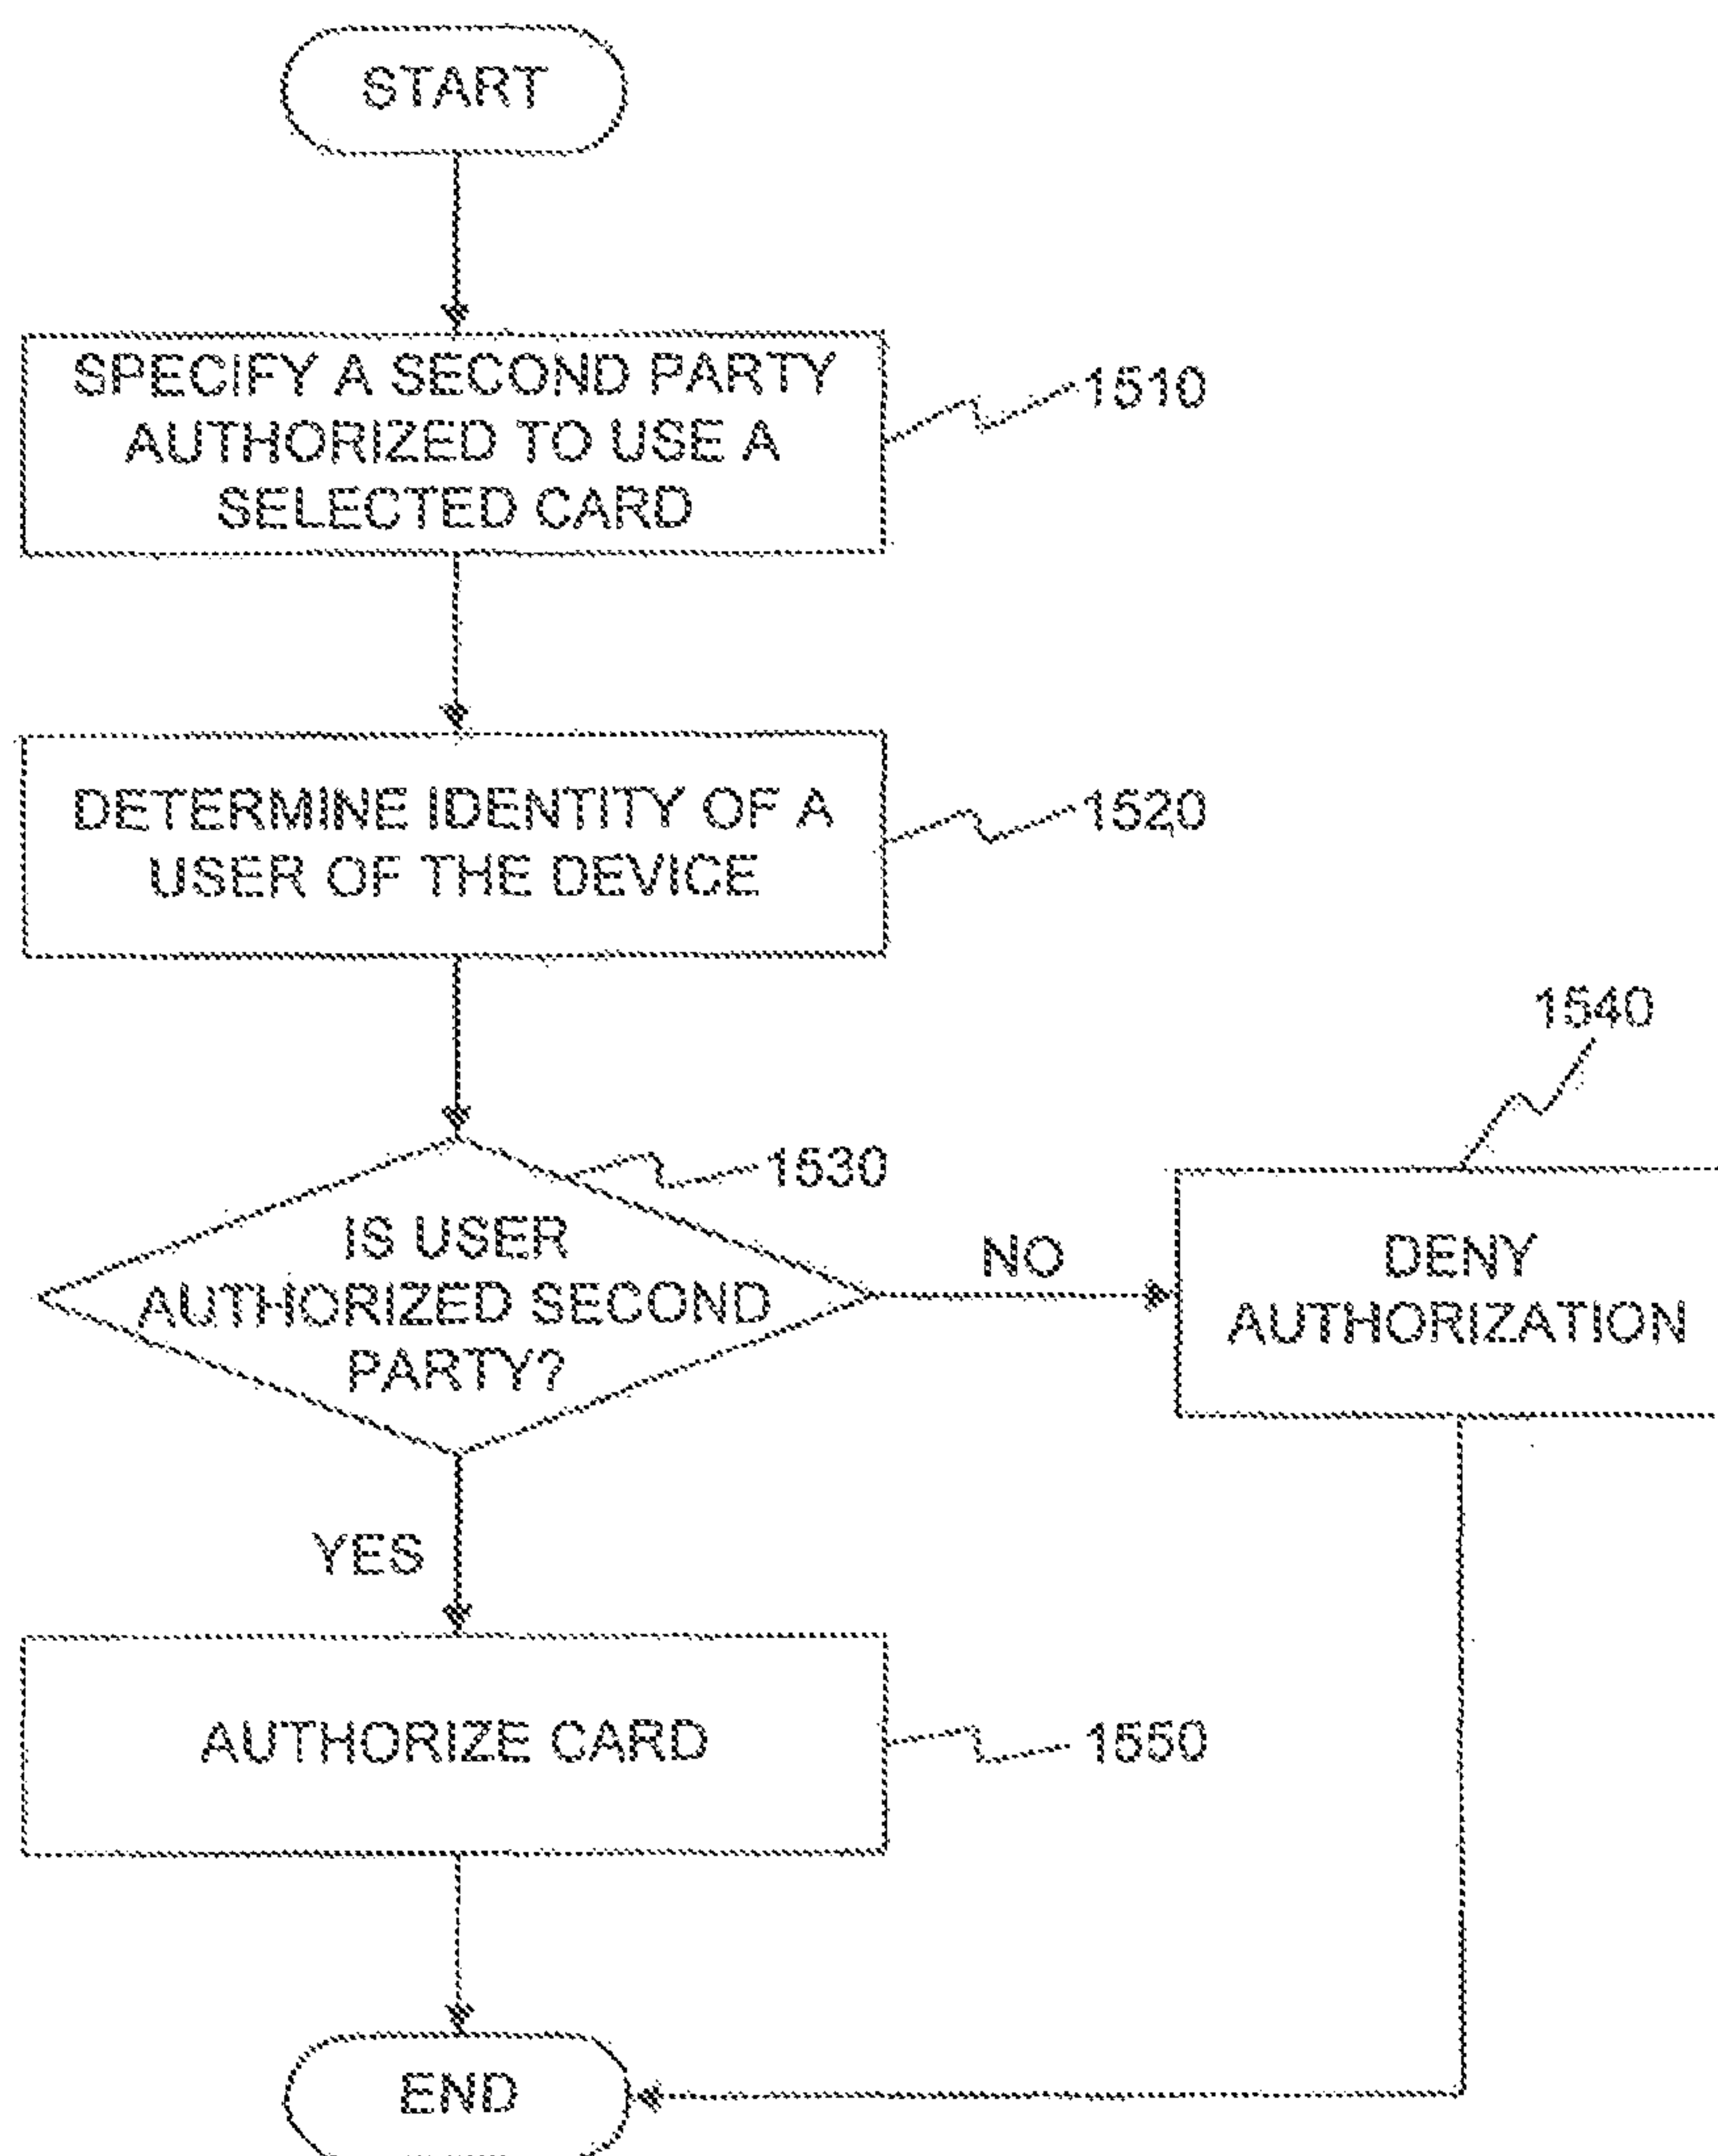 START
SPECIFY A SECOND PARTY
AUTHORIZED TO USE A
SELECTED CARD
1510
DETERMINE IDENTITY OF A
USER OF THE DEVICE
1520
1530
IS USER
AUTHORIZED SECOND
PARTY?
NO
1540
DENY
AUTHORIZATION
YES
AUTHORIZE CARD
1550
END